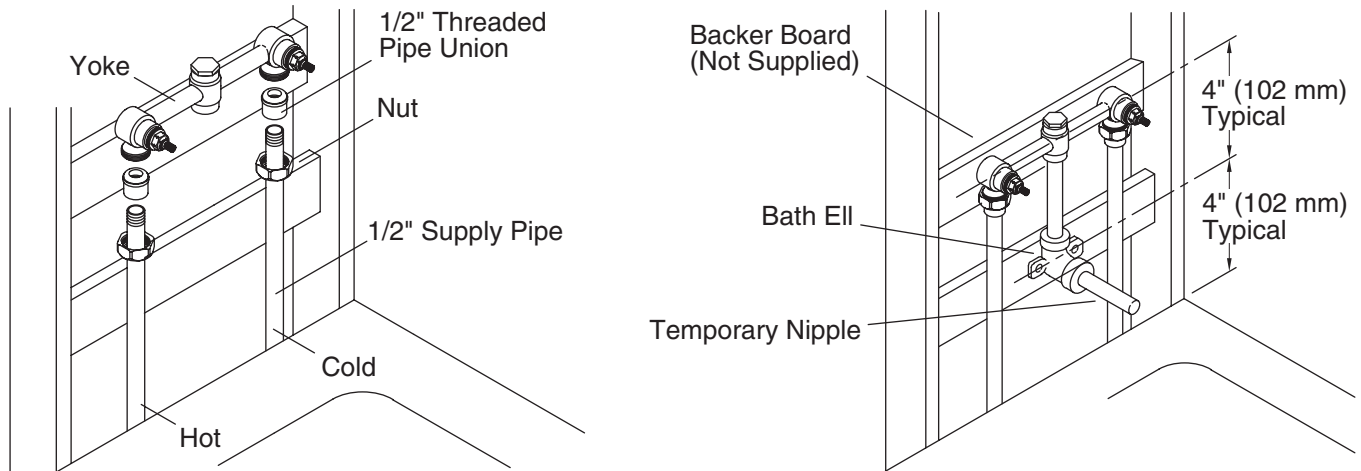 1/2" Threaded
Pipe Union
Yoke
Nut
1/2" Supply Pipe
Cold
Hot
Backer Board
(Not Supplied)
4" (102 mm)
Typical
Bath Ell
4" (102 mm)
Typical
Temporary Nipple